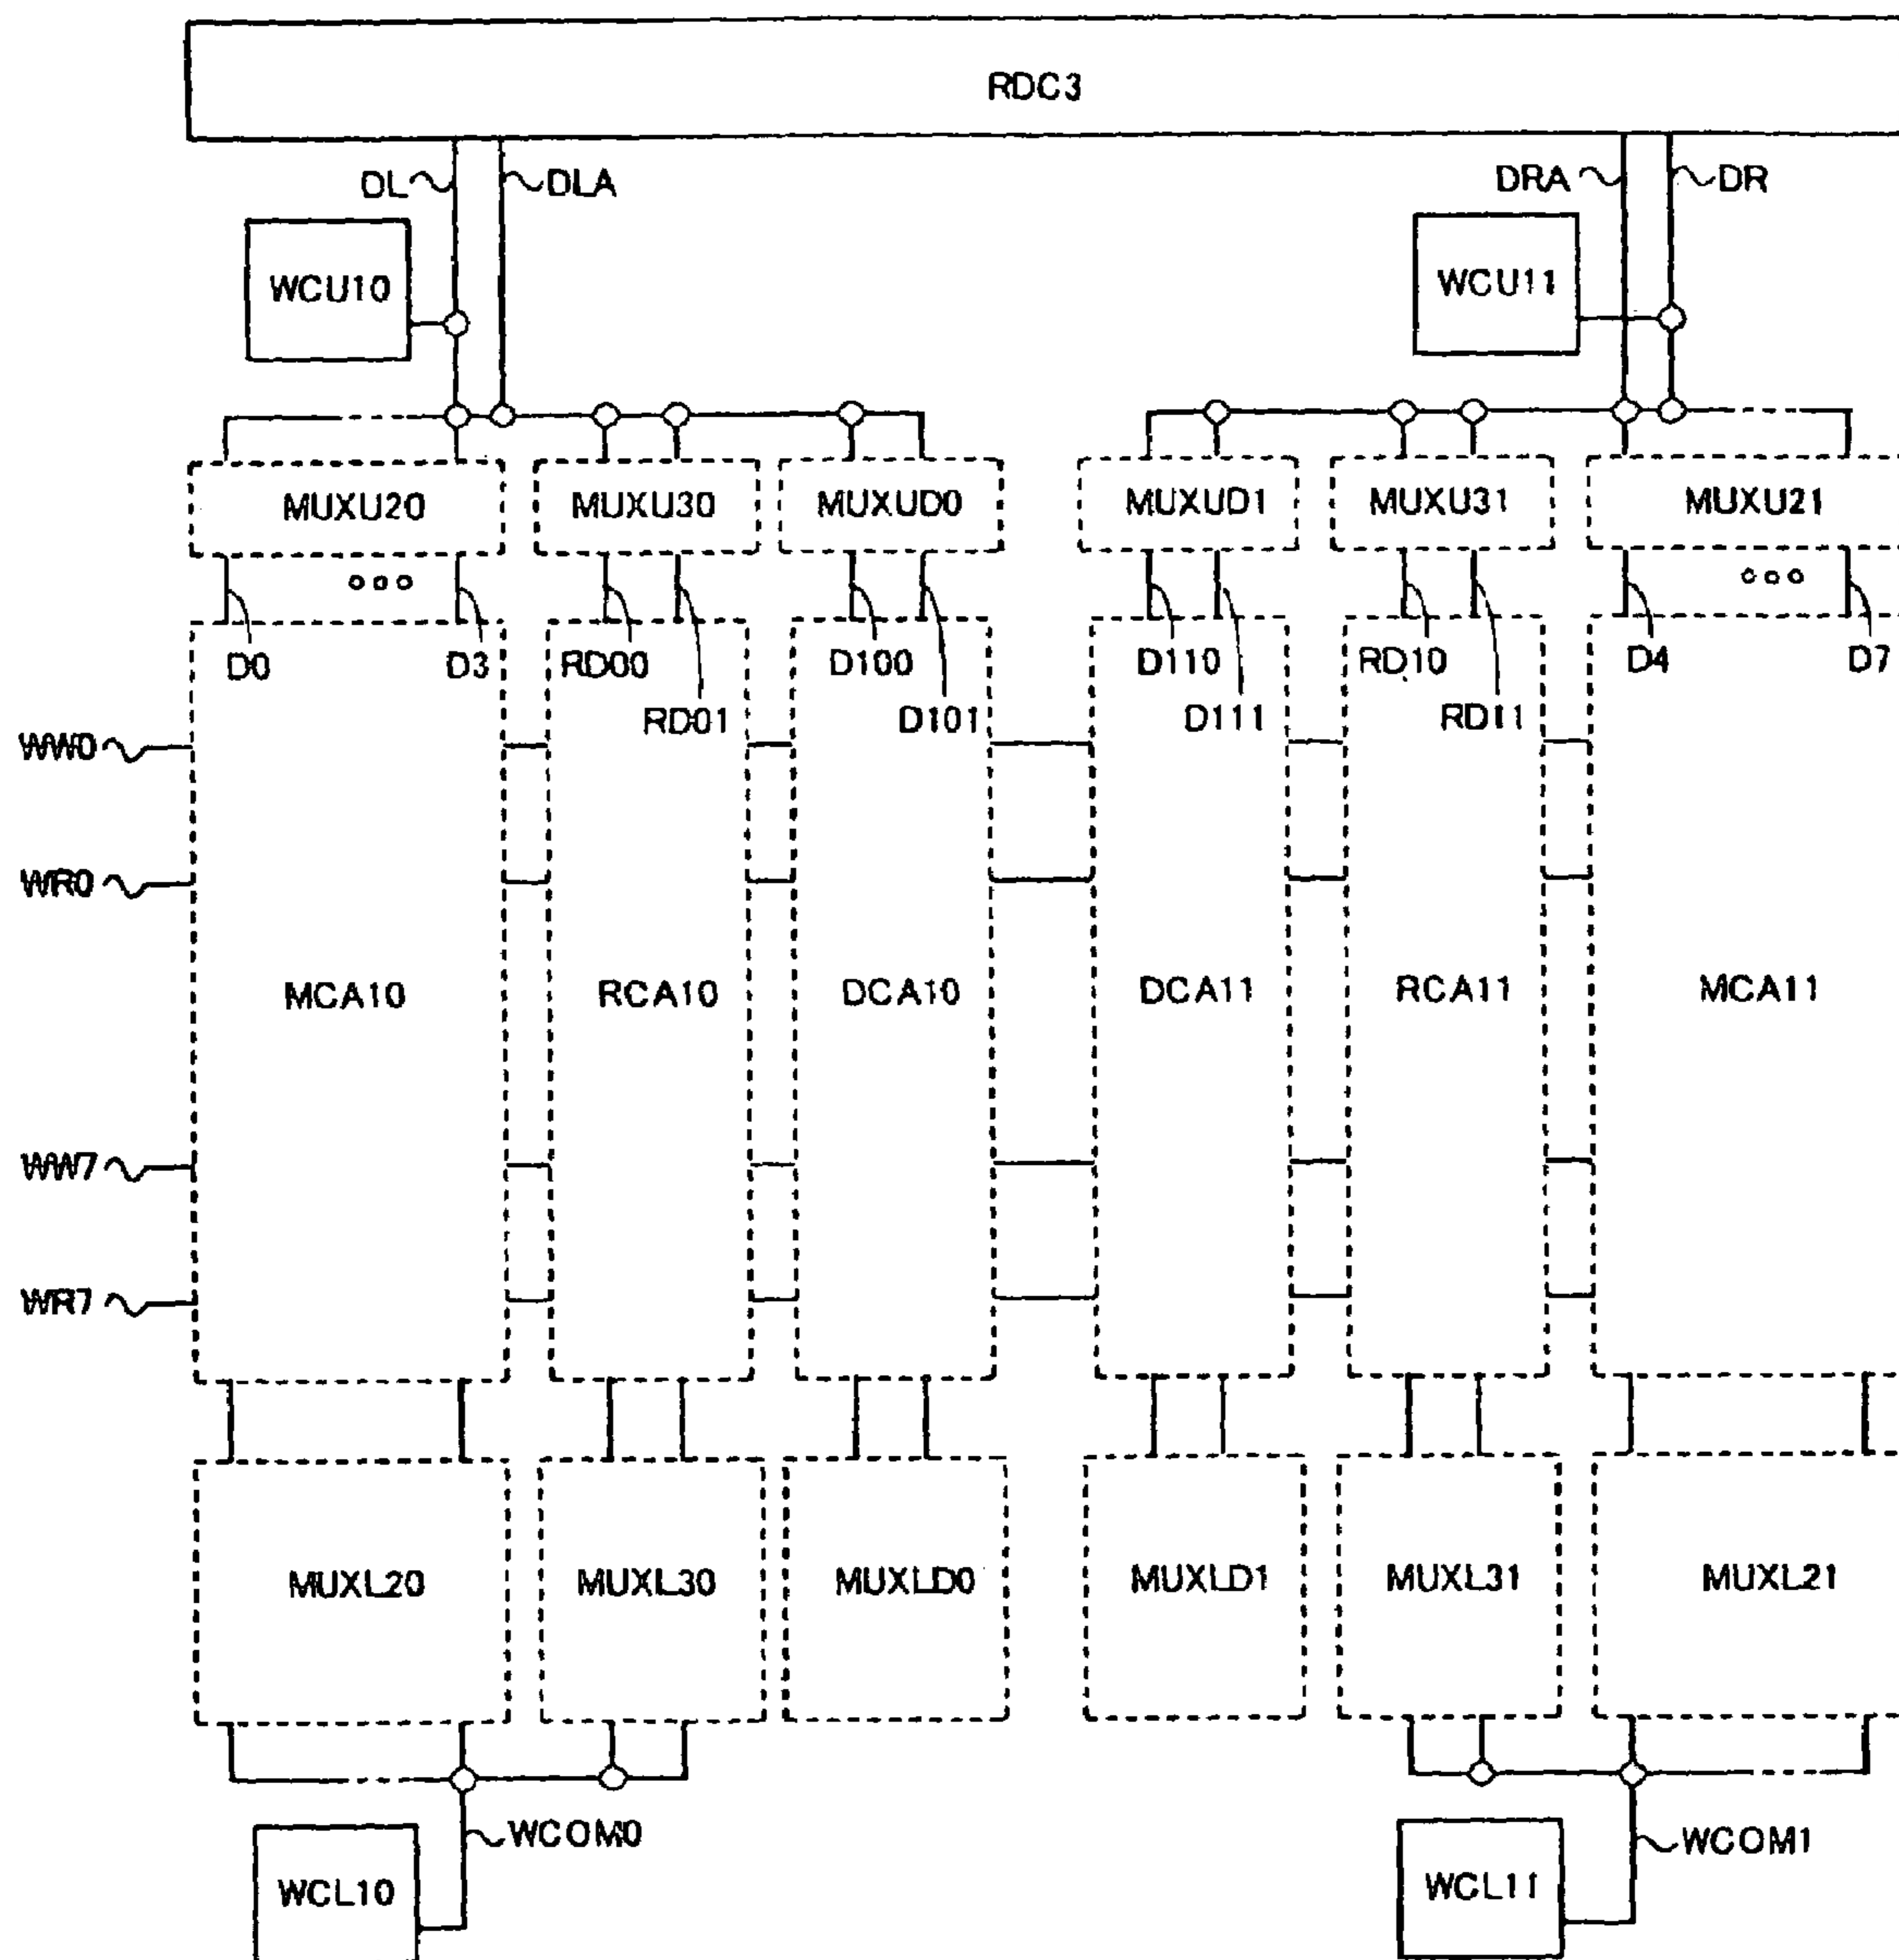 RDC3
DL DLA DRA DR
WCU10 WCU11
MUXU20 MUXU30 MUXUD0 MUXUD1 MUXU31 MUXU21
D0 D3 RD00 D100 D110 RD10 D4 D7
RD01 D101 D111 RD11
WW0
WR0
MCA10 RCA10 DCA10 DCA11 RCA11 MCA11
WW7
WR7
MUXL20 MUXL30 MUXLD0 MUXLD1 MUXL31 MUXL21
WCOM0 WCOM1
WCL10 WCL11